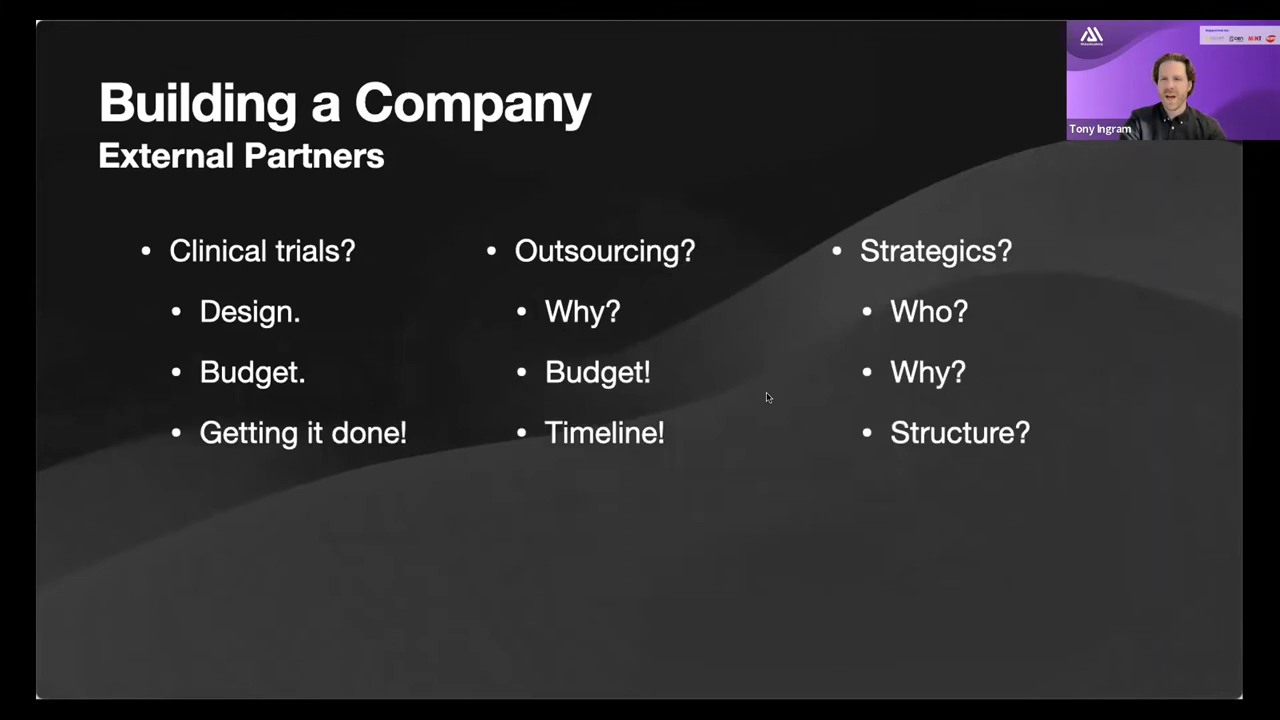 Building a Company
External Partners
• Clinical trials?
• Design.
• Budget.
• Getting it done!
• Outsourcing?
• Why?
• Budget!
• Timeline!
• Strategics?
• Who?
• Why?
• Structure?
Tony Ingram